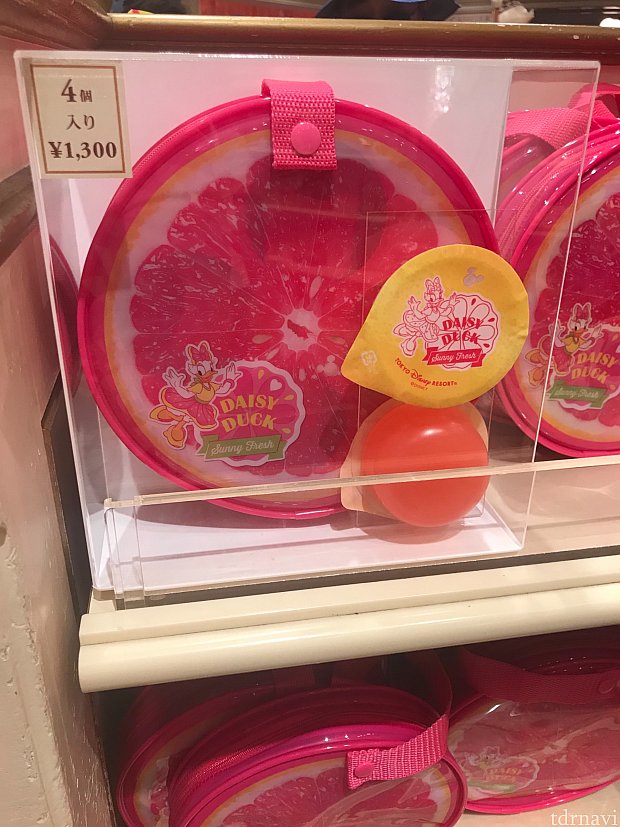 4個
入り
¥1,300
DAISY
DUCK
Sunny Fresh
TOKYO Disney RESORT®
©DISNEY
DAISY
DUCK
Sunny Fresh
DAISY
DUCK
Sunny Fresh
tdrnavi